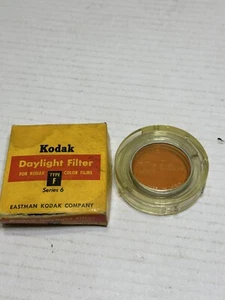 Kodak
Daylight Filter
FOR KODAK TYPE F COLOR FILMS
Series 6
EASTMAN KODAK COMPANY